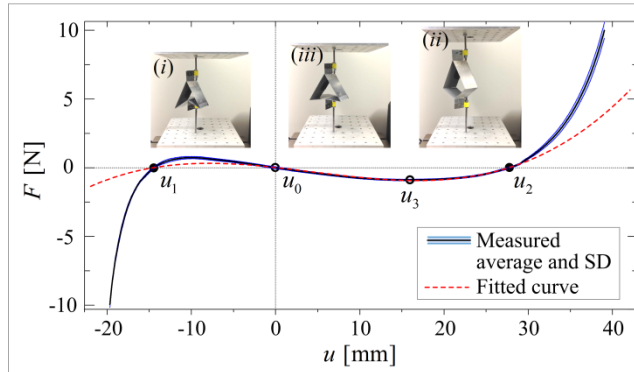 10
5
0
-5
-10
F [N]
(i)
(iii)
(ii)
u1
u0
u3
u2
Measured
average and SD
Fitted curve
-20
-10
0
10
20
30
40
u [mm]